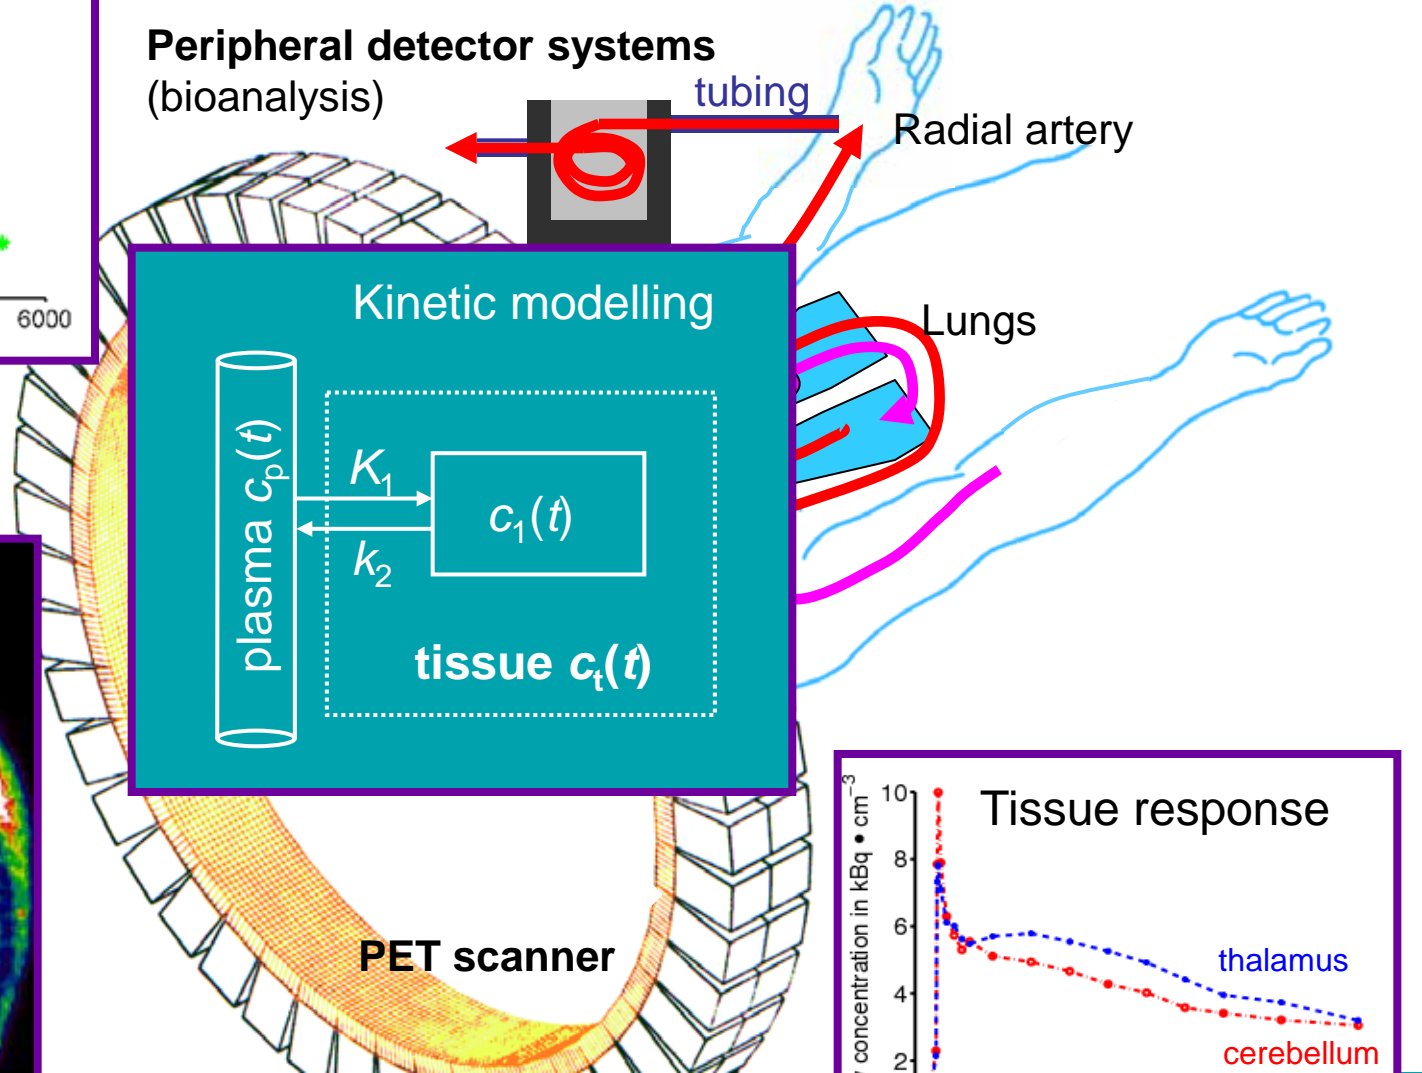 Peripheral detector systems
(bioanalysis)
tubing
Radial artery
6000
Kinetic modelling
Lungs
plasma cp(t)
K1
c1(t)
k2
tissue ct(t)
Tissue response
concentration in kBq • cm−3
10
8
6
4
2
thalamus
cerebellum
PET scanner